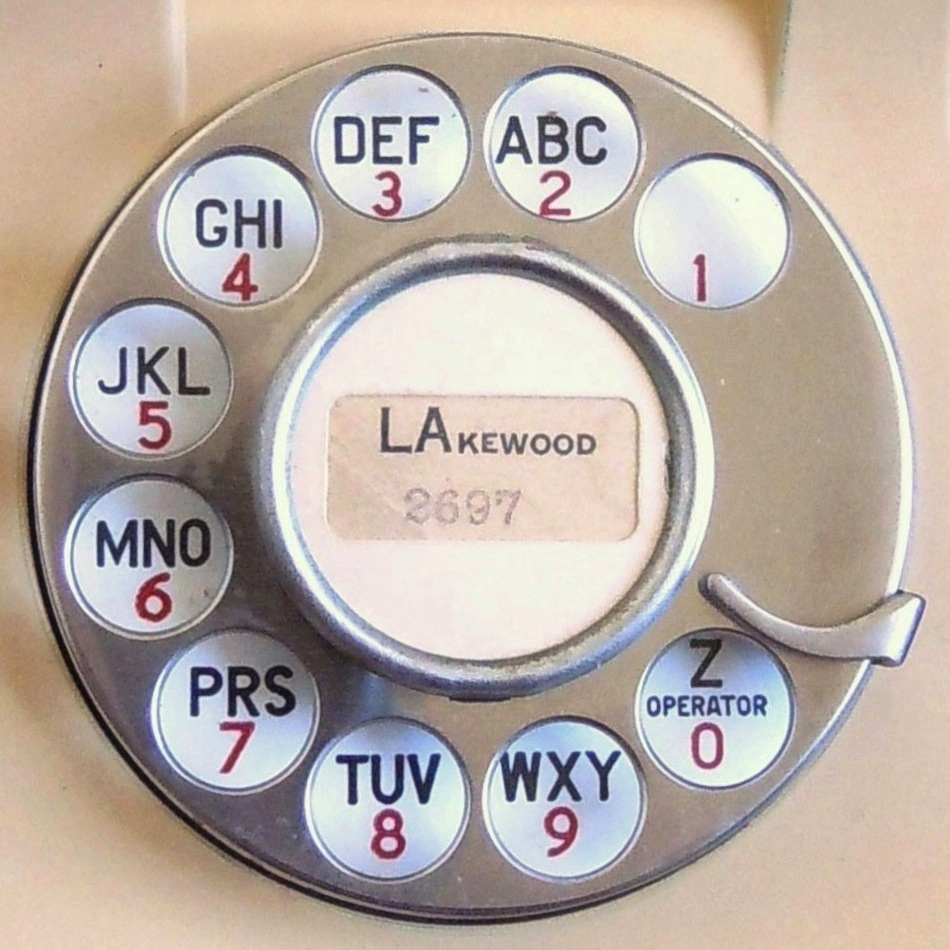 DEF
3
ABC
2
GHI
4
1
JKL
5
LAKEWOOD
2697
MNO
6
PRS
7
Z
OPERATOR
0
TUV
8
WXY
9